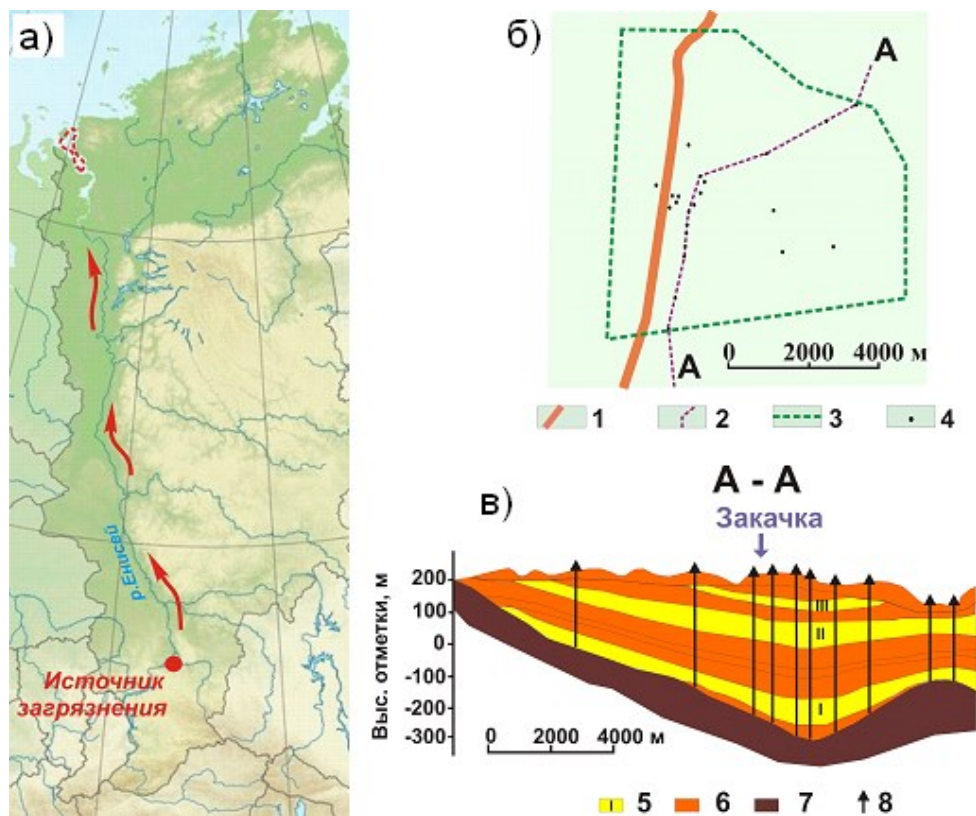 а)
р.Енисей
Источник
загрязнения
б)
А
А
0 2000 4000 м
1 2 3 4
в)
А - А
Закачка
Выс. отметки, м
200
100
0
-100
-200
-300
III
II
I
0 2000 4000 м
I 5 6 7 8